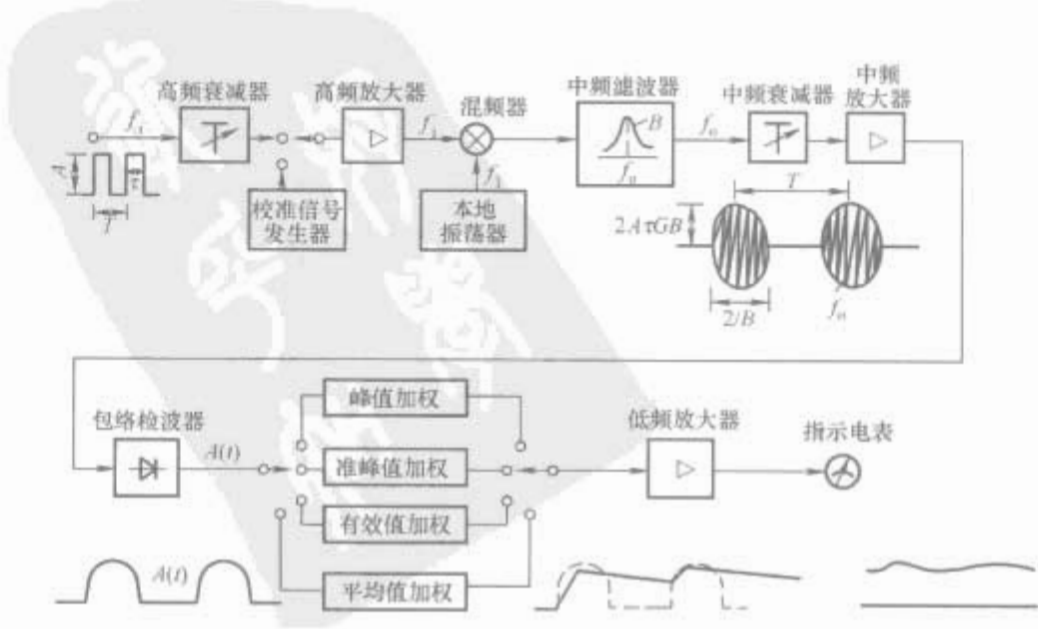 高频衰减器
高频放大器
混频器
中频滤波器
中频衰减器
中频
放大器
A
τ
T
校准信号
发生器
本地
振荡器
B
f₀
T
2AτGB
2/B
包络检波器
A(t)
峰值加权
准峰值加权
有效值加权
平均值加权
低频放大器
指示电表
A(t)